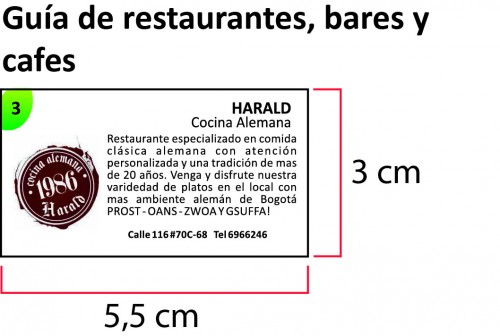 Guía de restaurantes, bares y
cafes
3
HARALD
Cocina Alemana
Restaurante especializado en comida
clásica alemana con atención
personalizada y una tradición de mas
de 20 años. Venga y disfrute nuestra
varidedad de platos en el local con
mas ambiente alemán de Bogotá
PROST - OANS - ZWOA Y GSUFFA!
Calle 116 #70C-68 Tel 6966246
cocina alemana
1986
Harald
3 cm
5,5 cm